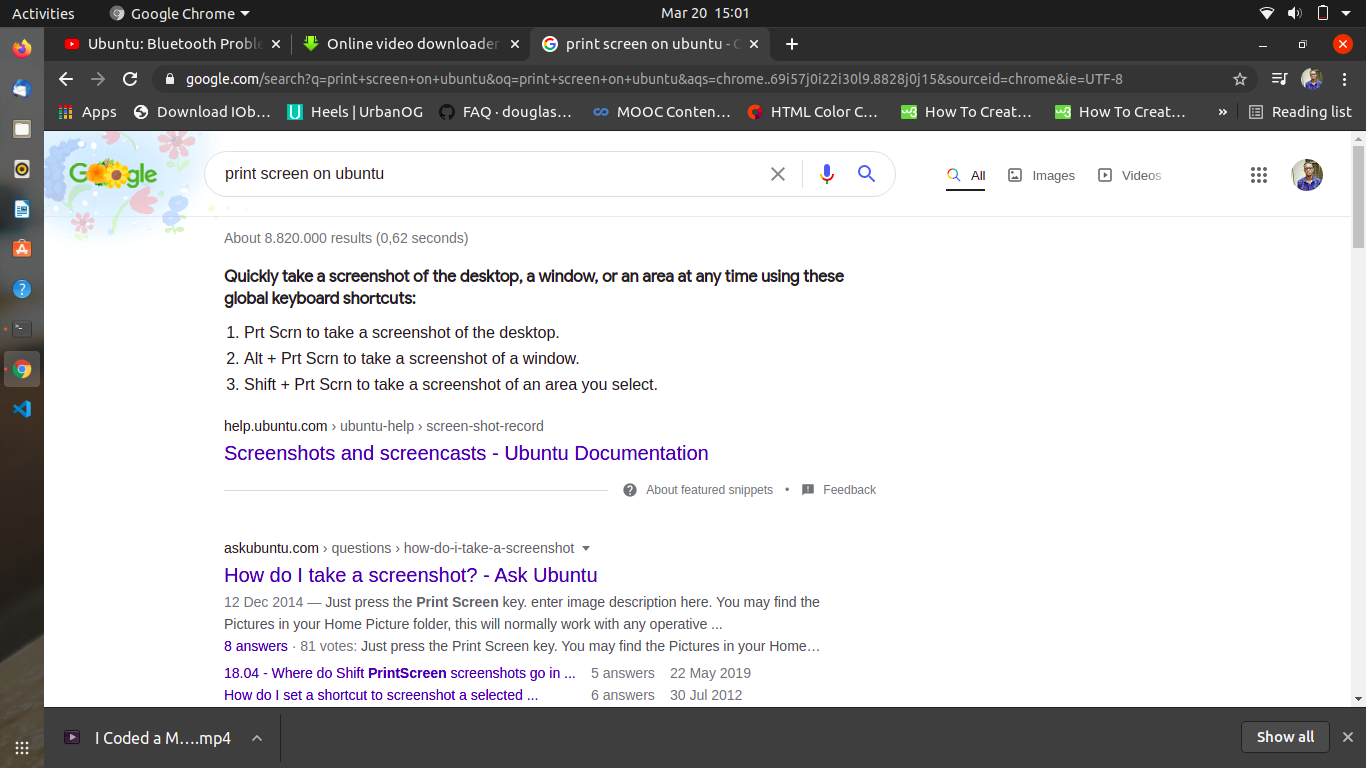 Activities
Google Chrome
Mar 20 15:01
Ubuntu: Bluetooth Proble
Online video downloader
print screen on ubuntu - G
google.com/search?q=print+screen+on+ubuntu&oq=print+screen+on+ubuntu&aqs=chrome..69i57j0i22i30l9.8828j0j15&sourceid=chrome&ie=UTF-8
Apps
Download IOb…
Heels | UrbanOG
FAQ · douglas…
MOOC Conten…
HTML Color C…
How To Creat…
How To Creat…
»
Reading list
Google
print screen on ubuntu
All
Images
Videos
About 8.820.000 results (0,62 seconds)
Quickly take a screenshot of the desktop, a window, or an area at any time using these
global keyboard shortcuts:
1. Prt Scrn to take a screenshot of the desktop.
2. Alt + Prt Scrn to take a screenshot of a window.
3. Shift + Prt Scrn to take a screenshot of an area you select.
help.ubuntu.com › ubuntu-help › screen-shot-record
Screenshots and screencasts - Ubuntu Documentation
About featured snippets • Feedback
askubuntu.com › questions › how-do-i-take-a-screenshot
How do I take a screenshot? - Ask Ubuntu
12 Dec 2014 — Just press the Print Screen key. enter image description here. You may find the
Pictures in your Home Picture folder, this will normally work with any operative ...
8 answers · 81 votes: Just press the Print Screen key. You may find the Pictures in your Home…
18.04 - Where do Shift PrintScreen screenshots go in ... 5 answers 22 May 2019
How do I set a shortcut to screenshot a selected ... 6 answers 30 Jul 2012
I Coded a M….mp4
Show all